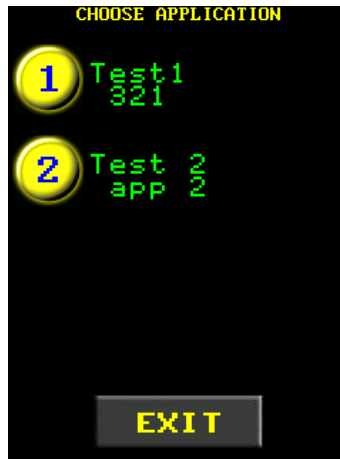 CHOOSE APPLICATION
1 Test1
321
2 Test 2
app 2
EXIT